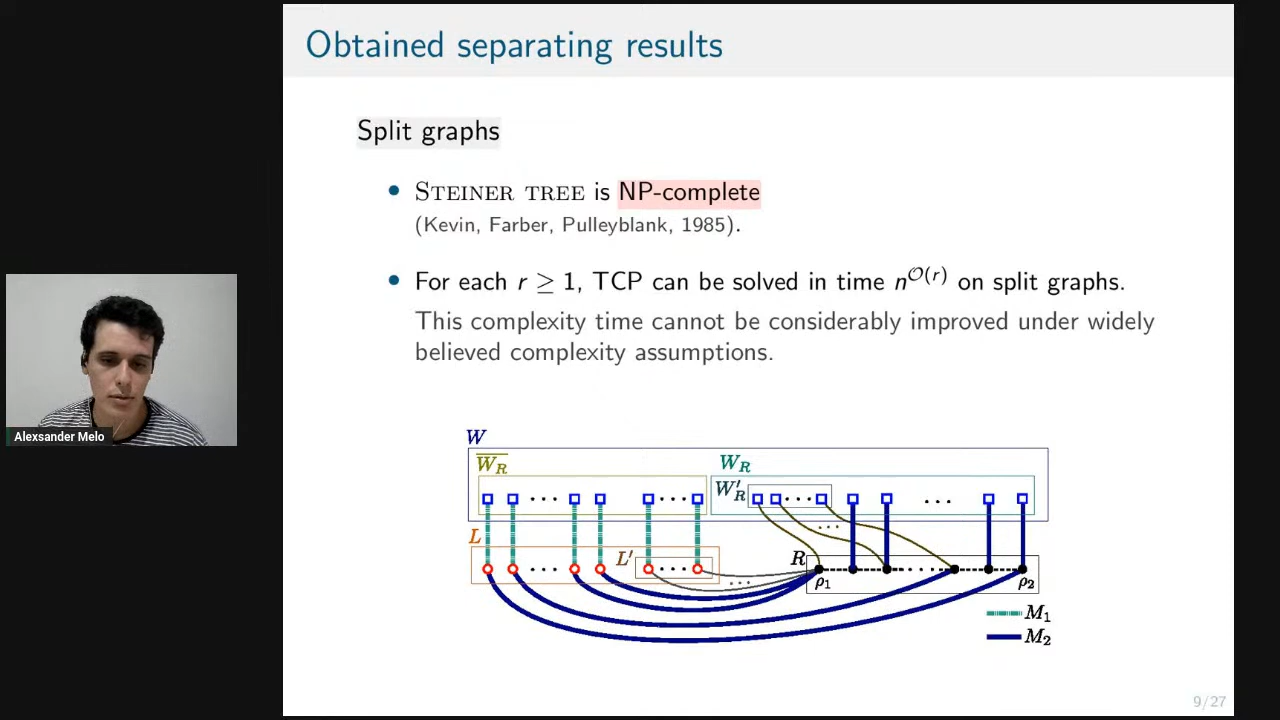 Obtained separating results
Split graphs
• STEINER TREE is NP-complete
(Kevin, Farber, Pulleyblank, 1985).
• For each r ≥ 1, TCP can be solved in time n^O(r) on split graphs.
This complexity time cannot be considerably improved under widely
believed complexity assumptions.
Alexsander Melo
W
W̅_R̅
W_R
W′_R
L
L′
R
ρ₁
ρ₂
M₁
M₂
9/27